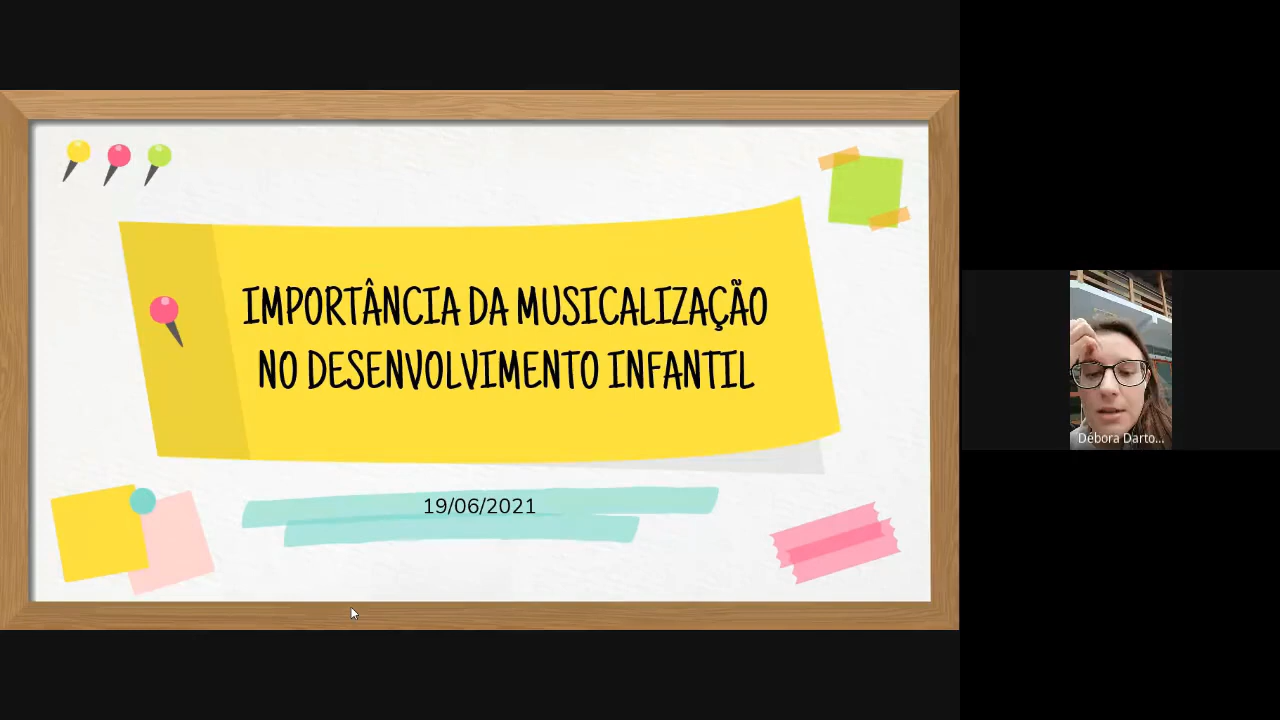 IMPORTÂNCIA DA MUSICALIZAÇÃO
NO DESENVOLVIMENTO INFANTIL
19/06/2021
Débora Darto...